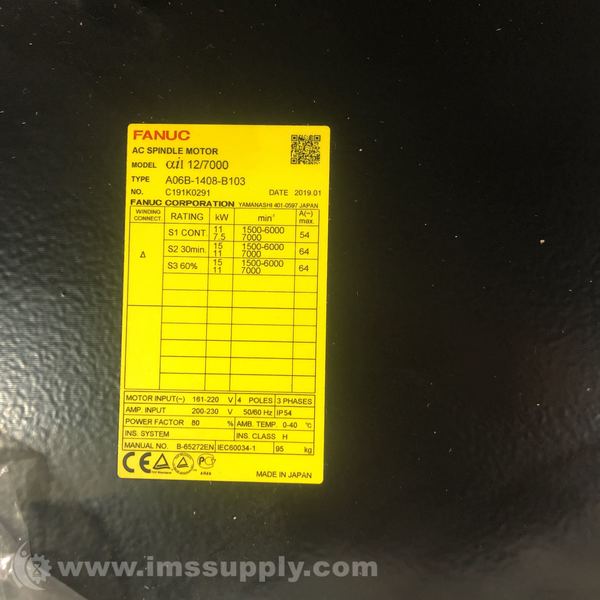 FANUC
AC SPINDLE MOTOR
MODEL αiI 12/7000
TYPE A06B-1408-B103
NO. C191K0291 DATE 2019.01
FANUC CORPORATION YAMANASHI 401-0597 JAPAN
WINDING CONNECT. RATING kW min⁻¹ A(~) max.
Δ
S1 CONT. 11 1500-6000 54
7.5 7000
S2 30min. 15 1500-6000 64
11 7000
S3 60% 15 1500-6000 64
11 7000
MOTOR INPUT(~) 161-220 V 4 POLES 3 PHASES
AMP. INPUT 200-230 V 50/60 Hz IP54
POWER FACTOR 80 % AMB. TEMP. 0-40 ℃
INS. SYSTEM INS. CLASS H
MANUAL NO. B-65272EN IEC60034-1 95 kg
CE
MADE IN JAPAN
© www.imssupply.com